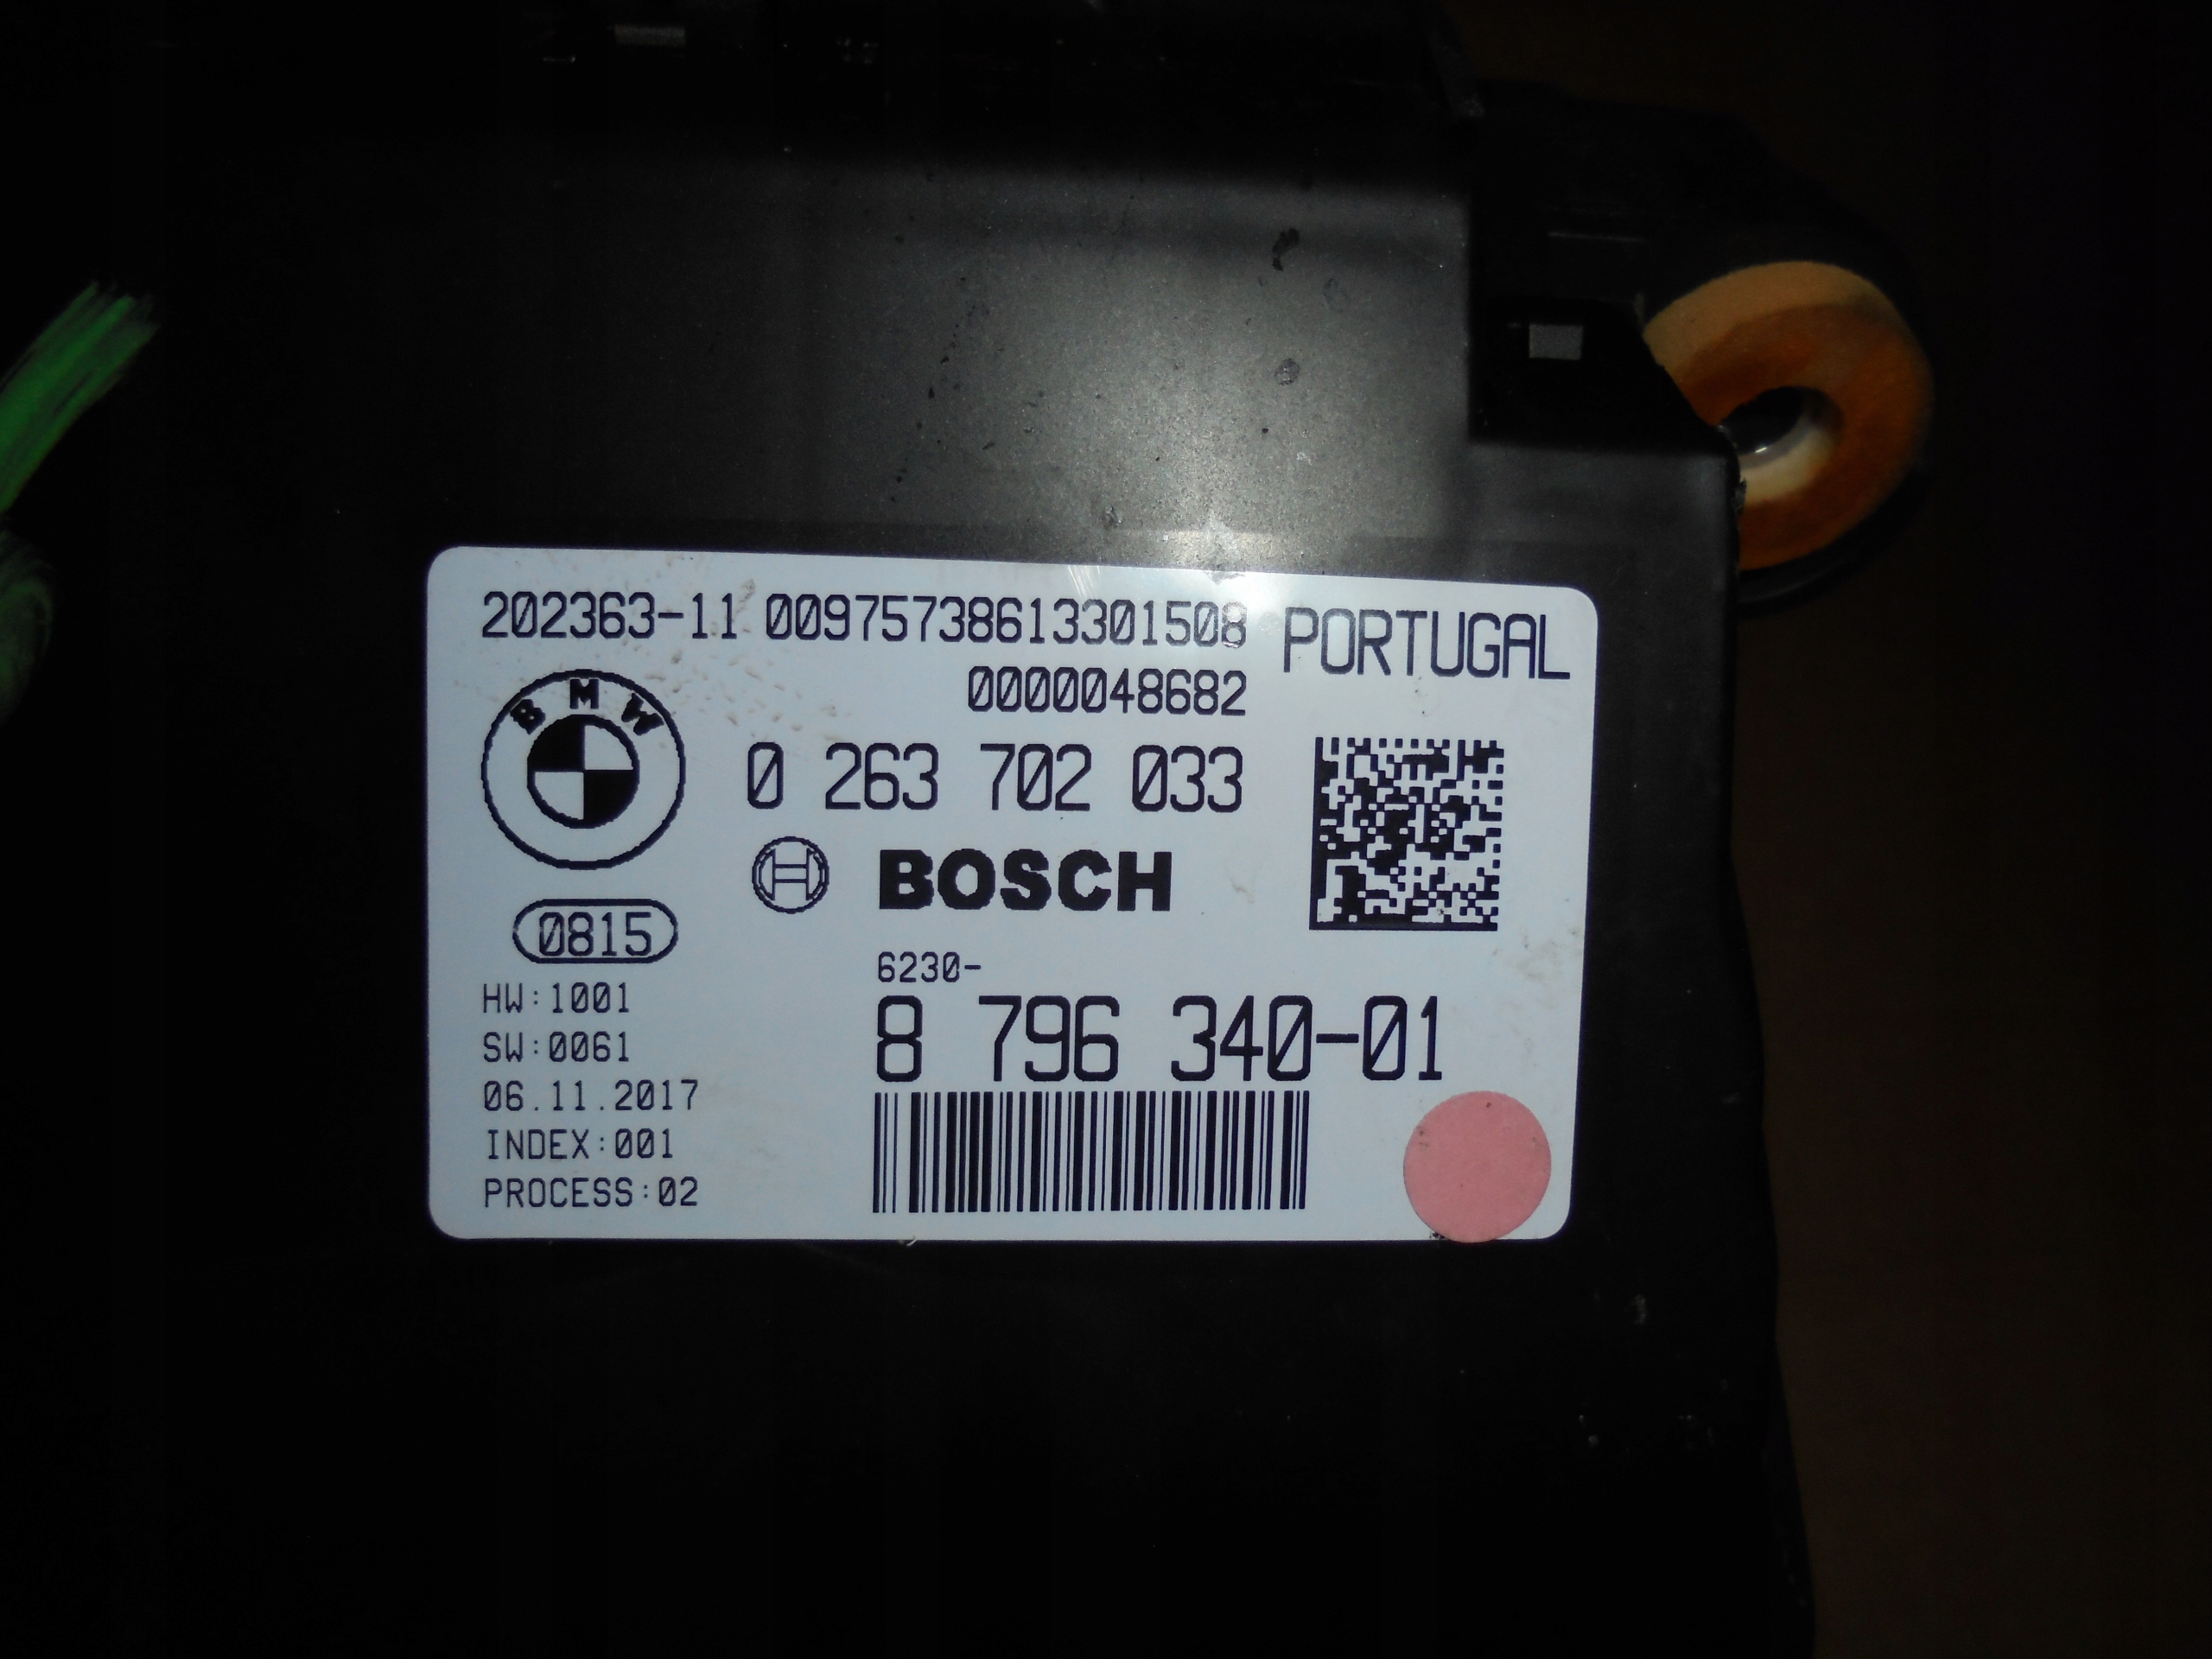 202363-11 00975738613301508 PORTUGAL
0000048682
BMW
0 263 702 033
BOSCH
0815
6230-
8 796 340-01
HW:1001
SW:0061
06.11.2017
INDEX:001
PROCESS:02